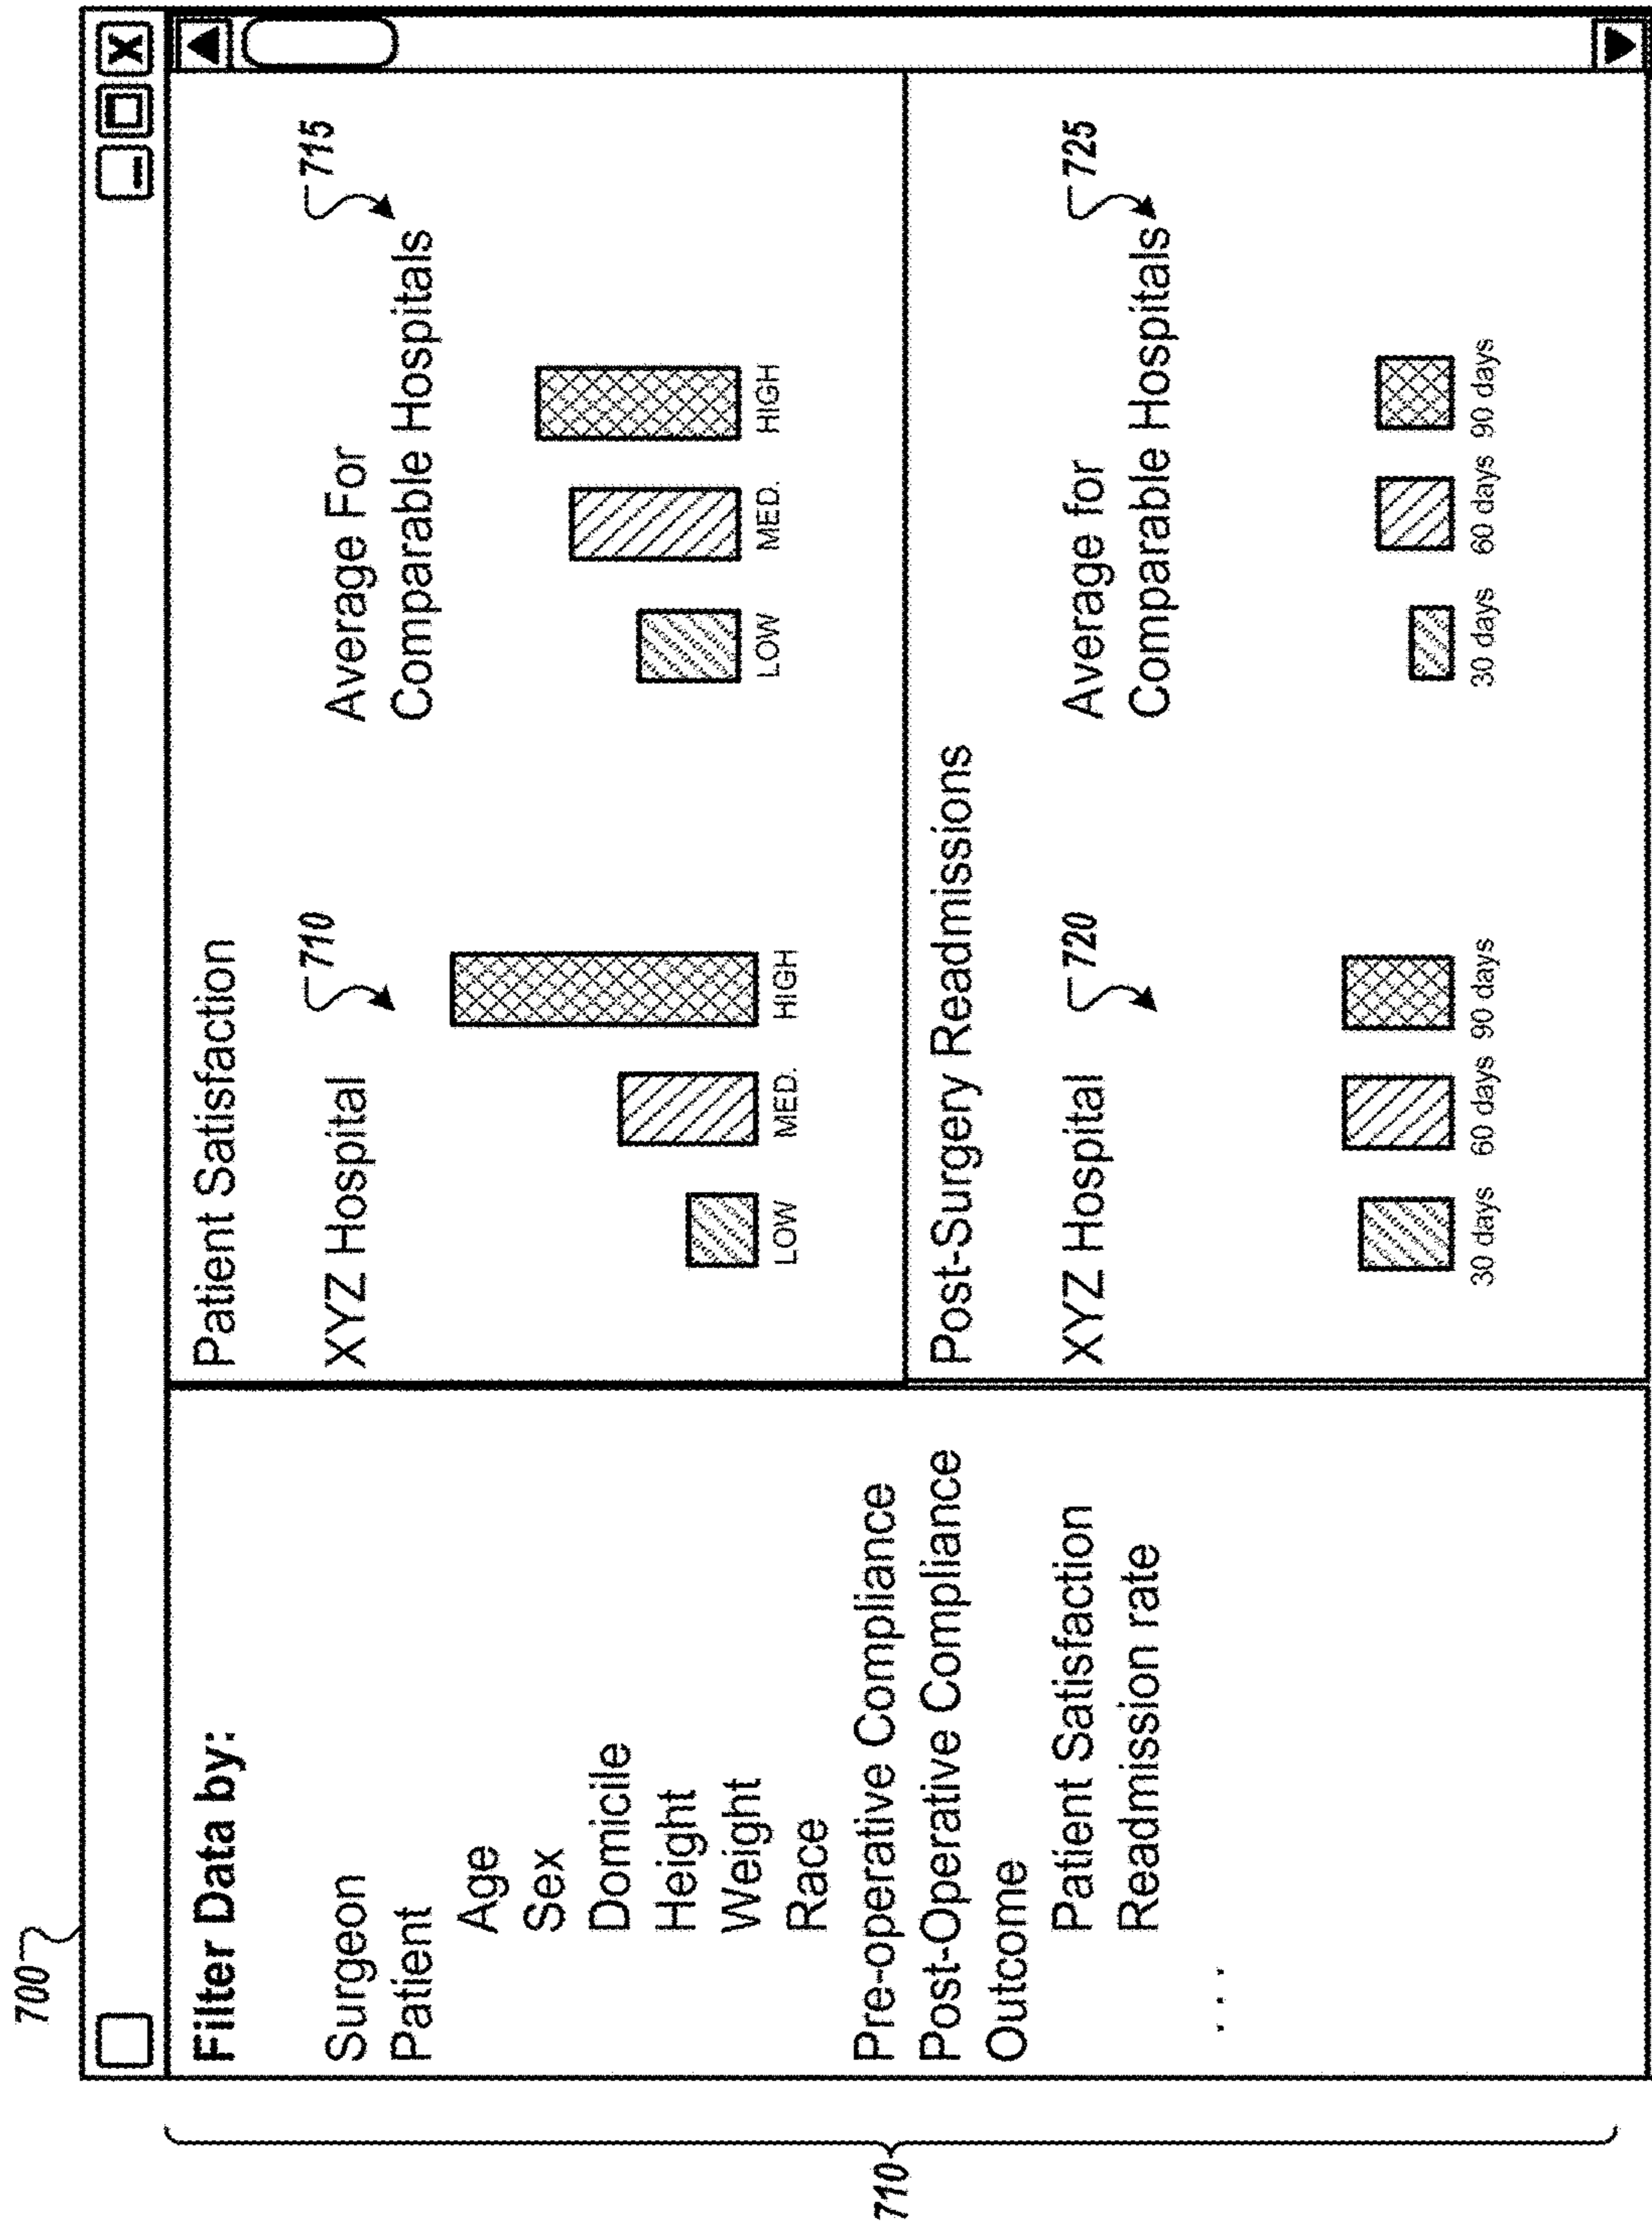 700
710
Filter Data by:
Surgeon
Patient
Age
Sex
Domicile
Height
Weight
Race
Pre-operative Compliance
Post-Operative Compliance
Outcome
Patient Satisfaction
Readmission rate
...
X
Patient Satisfaction
XYZ Hospital
710
LOW MED. HIGH
Average For
Comparable Hospitals
715
LOW MED. HIGH
Post-Surgery Readmissions
XYZ Hospital
720
30 days 60 days 90 days
Average for
Comparable Hospitals
725
30 days 60 days 90 days